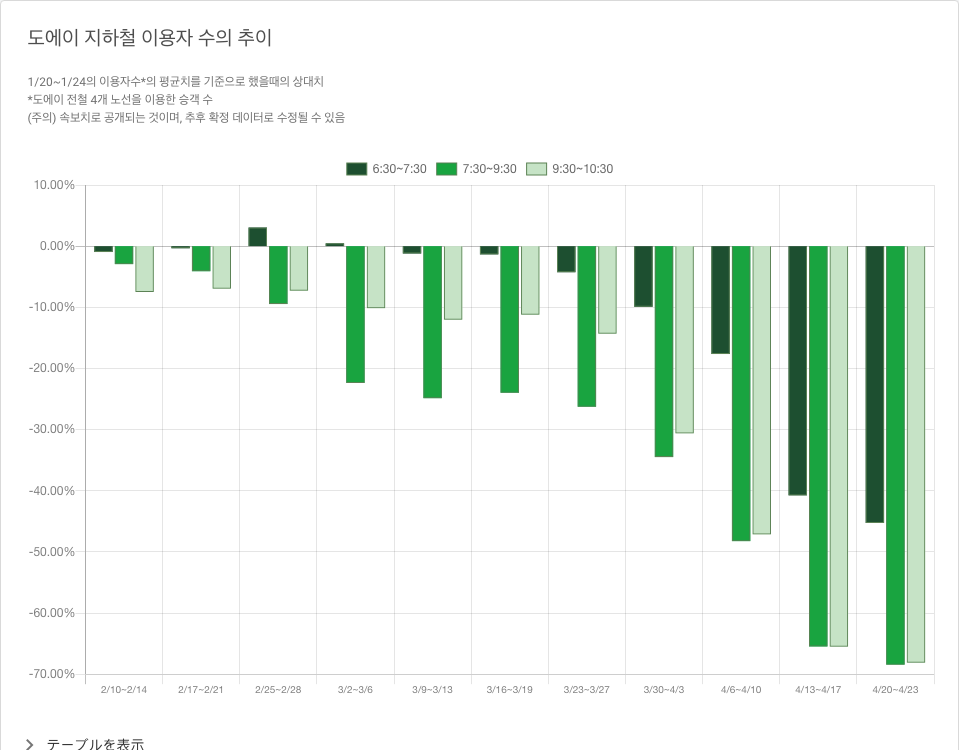 도에이 지하철 이용자 수의 추이
1/20~1/24의 이용자수*의 평균치를 기준으로 했을때의 상대치
*도에이 전철 4개 노선을 이용한 승객 수
(주의) 속보치로 공개되는 것이며, 추후 확정 데이터로 수정될 수 있음
6:30~7:30 7:30~9:30 9:30~10:30
10.00%
0.00%
-10.00%
-20.00%
-30.00%
-40.00%
-50.00%
-60.00%
-70.00%
2/10~2/14 2/17~2/21 2/25~2/28 3/2~3/6 3/9~3/13 3/16~3/19 3/23~3/27 3/30~4/3 4/6~4/10 4/13~4/17 4/20~4/23
テーブルを表示